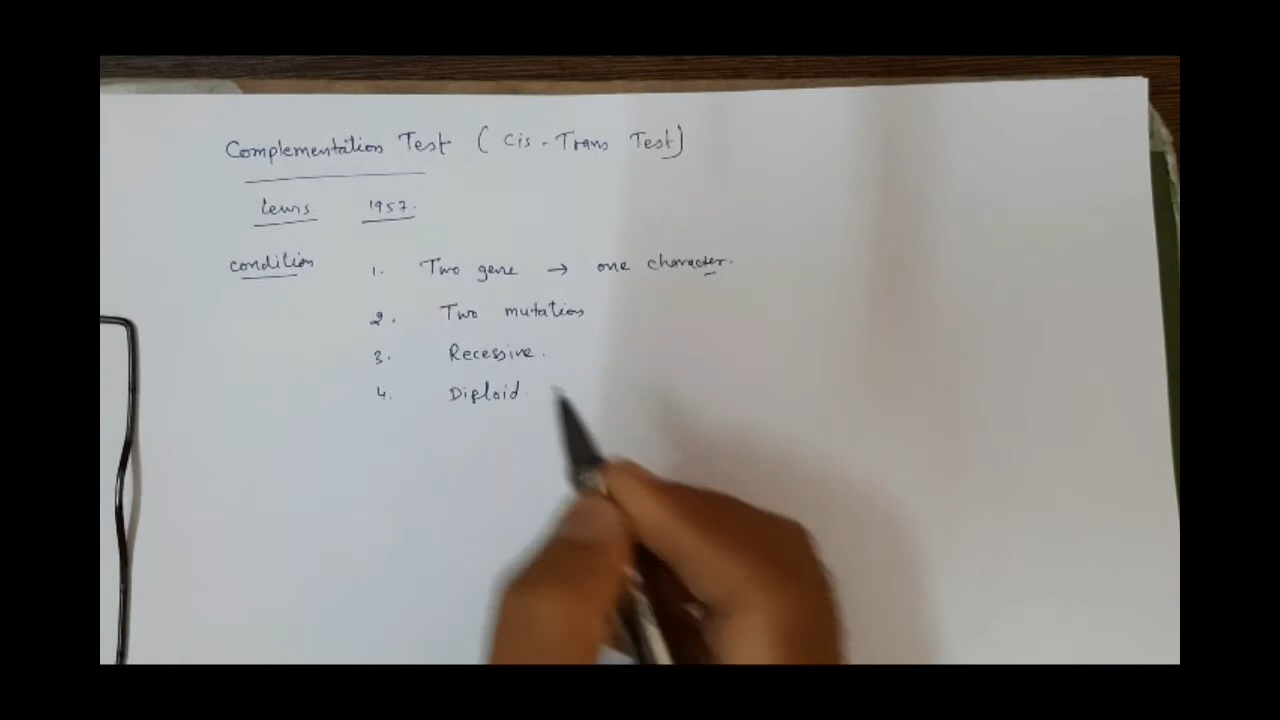 Complementation Test ( Cis - Trans Test)
Lewis 1957.
condition 1. Two gene → one character.
2. Two mutation
3. Recessive.
4. Diploid.